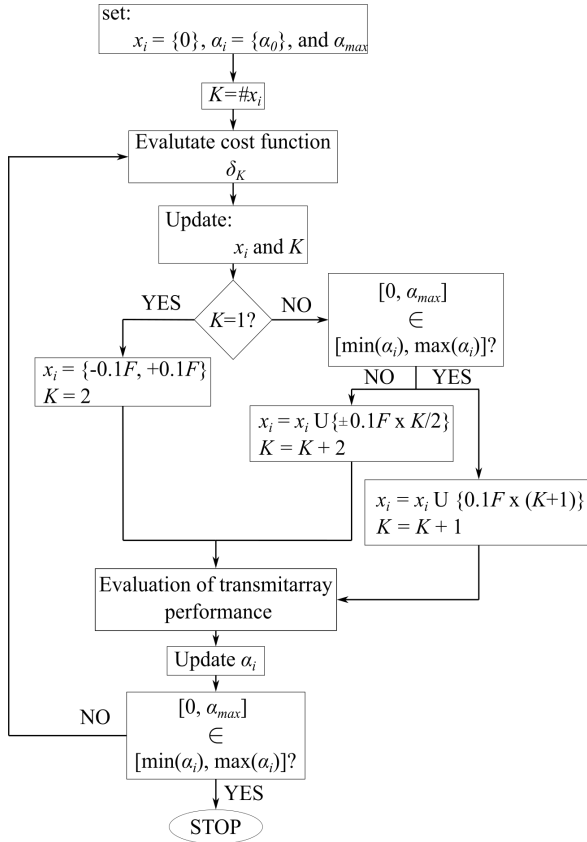 set:
x_i = {0}, α_i = {α_0}, and α_max
K=#x_i
Evalutate cost function
δ_K
Update:
x_i and K
K=1?
YES
NO
[0, α_max]
∈
[min(α_i), max(α_i)]?
x_i = {-0.1F, +0.1F}
K = 2
NO
YES
x_i = x_i U{±0.1F x K/2}
K = K + 2
x_i = x_i U {0.1F x (K+1)}
K = K + 1
Evaluation of transmitarray
performance
Update α_i
[0, α_max]
∈
[min(α_i), max(α_i)]?
NO
YES
STOP